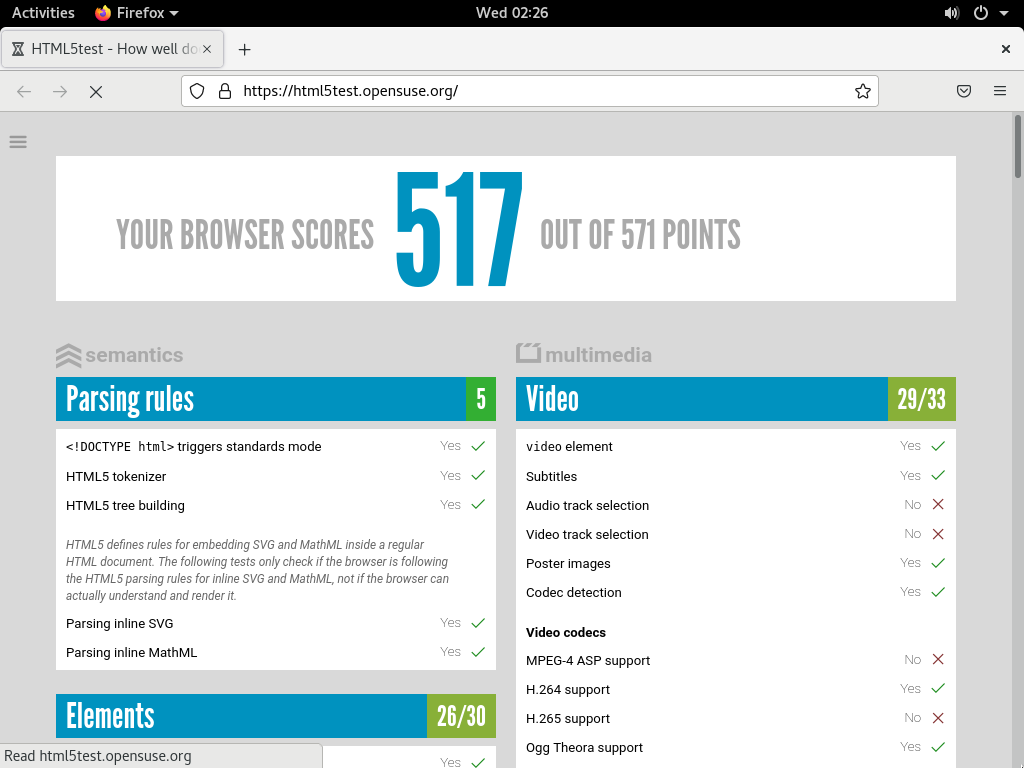 Activities Firefox Wed 02:26
HTML5test - How well do
https://html5test.opensuse.org/
YOUR BROWSER SCORES 517 OUT OF 571 POINTS
semantics
Parsing rules 5
<!DOCTYPE html> triggers standards mode Yes ✓
HTML5 tokenizer Yes ✓
HTML5 tree building Yes ✓
HTML5 defines rules for embedding SVG and MathML inside a regular
HTML document. The following tests only check if the browser is following
the HTML5 parsing rules for inline SVG and MathML, not if the browser can
actually understand and render it.
Parsing inline SVG Yes ✓
Parsing inline MathML Yes ✓
Elements 26/30
Yes ✓
multimedia
Video 29/33
video element Yes ✓
Subtitles Yes ✓
Audio track selection No ✗
Video track selection No ✗
Poster images Yes ✓
Codec detection Yes ✓
Video codecs
MPEG-4 ASP support No ✗
H.264 support Yes ✓
H.265 support No ✗
Ogg Theora support Yes ✓
Read html5test.opensuse.org